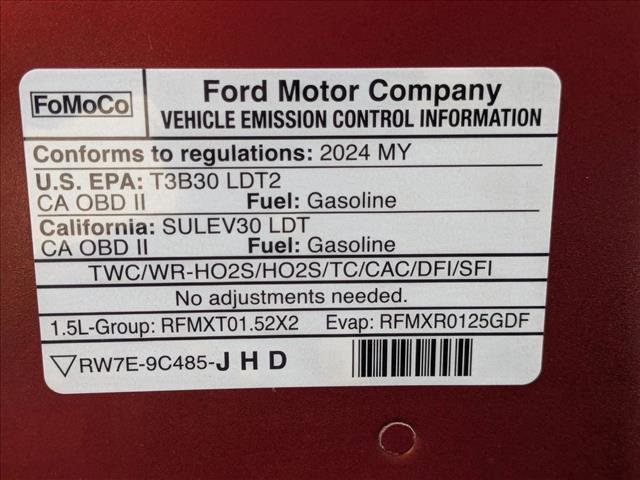 FoMoCo
Ford Motor Company
VEHICLE EMISSION CONTROL INFORMATION
Conforms to regulations: 2024 MY
U.S. EPA: T3B30 LDT2
CA OBD II Fuel: Gasoline
California: SULEV30 LDT
CA OBD II Fuel: Gasoline
TWC/WR-HO2S/HO2S/TC/CAC/DFI/SFI
No adjustments needed.
1.5L-Group: RFMXT01.52X2 Evap: RFMXR0125GDF
RW7E-9C485-JHD